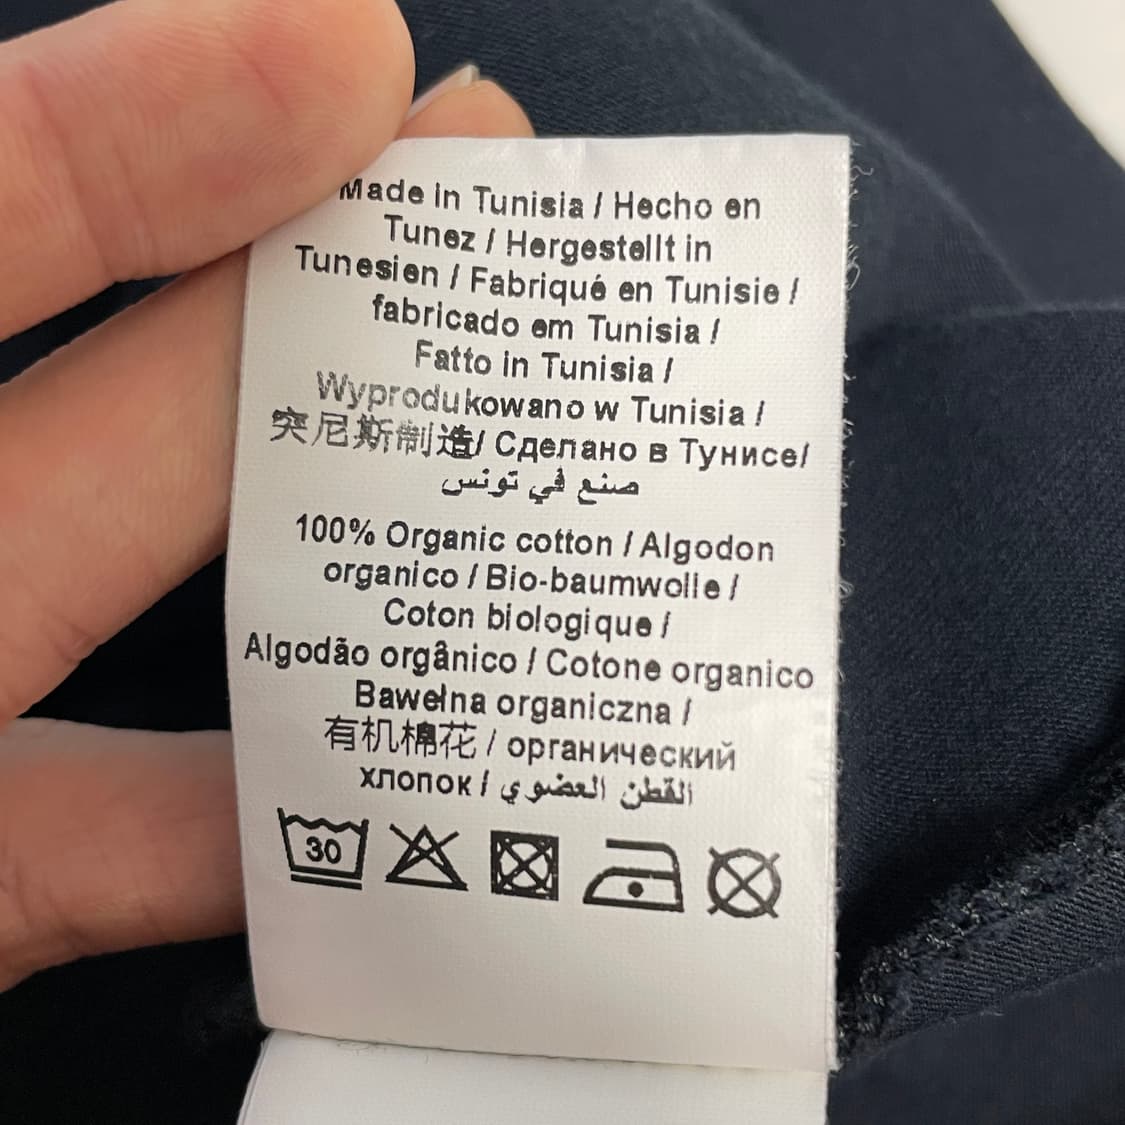 Made in Tunisia / Hecho en
Tunez / Hergestellt in
Tunesien / Fabriqué en Tunisie /
fabricado em Tunisia /
Fatto in Tunisia /
Wyprodukowano w Tunisia /
突尼斯制造/ Сделано в Тунисе/
صنع في تونس
100% Organic cotton / Algodon
organico / Bio-baumwolle /
Coton biologique /
Algodão orgânico / Cotone organico
Bawełna organiczna /
有机棉花 / органический
хлопок / القطن العضوي
30